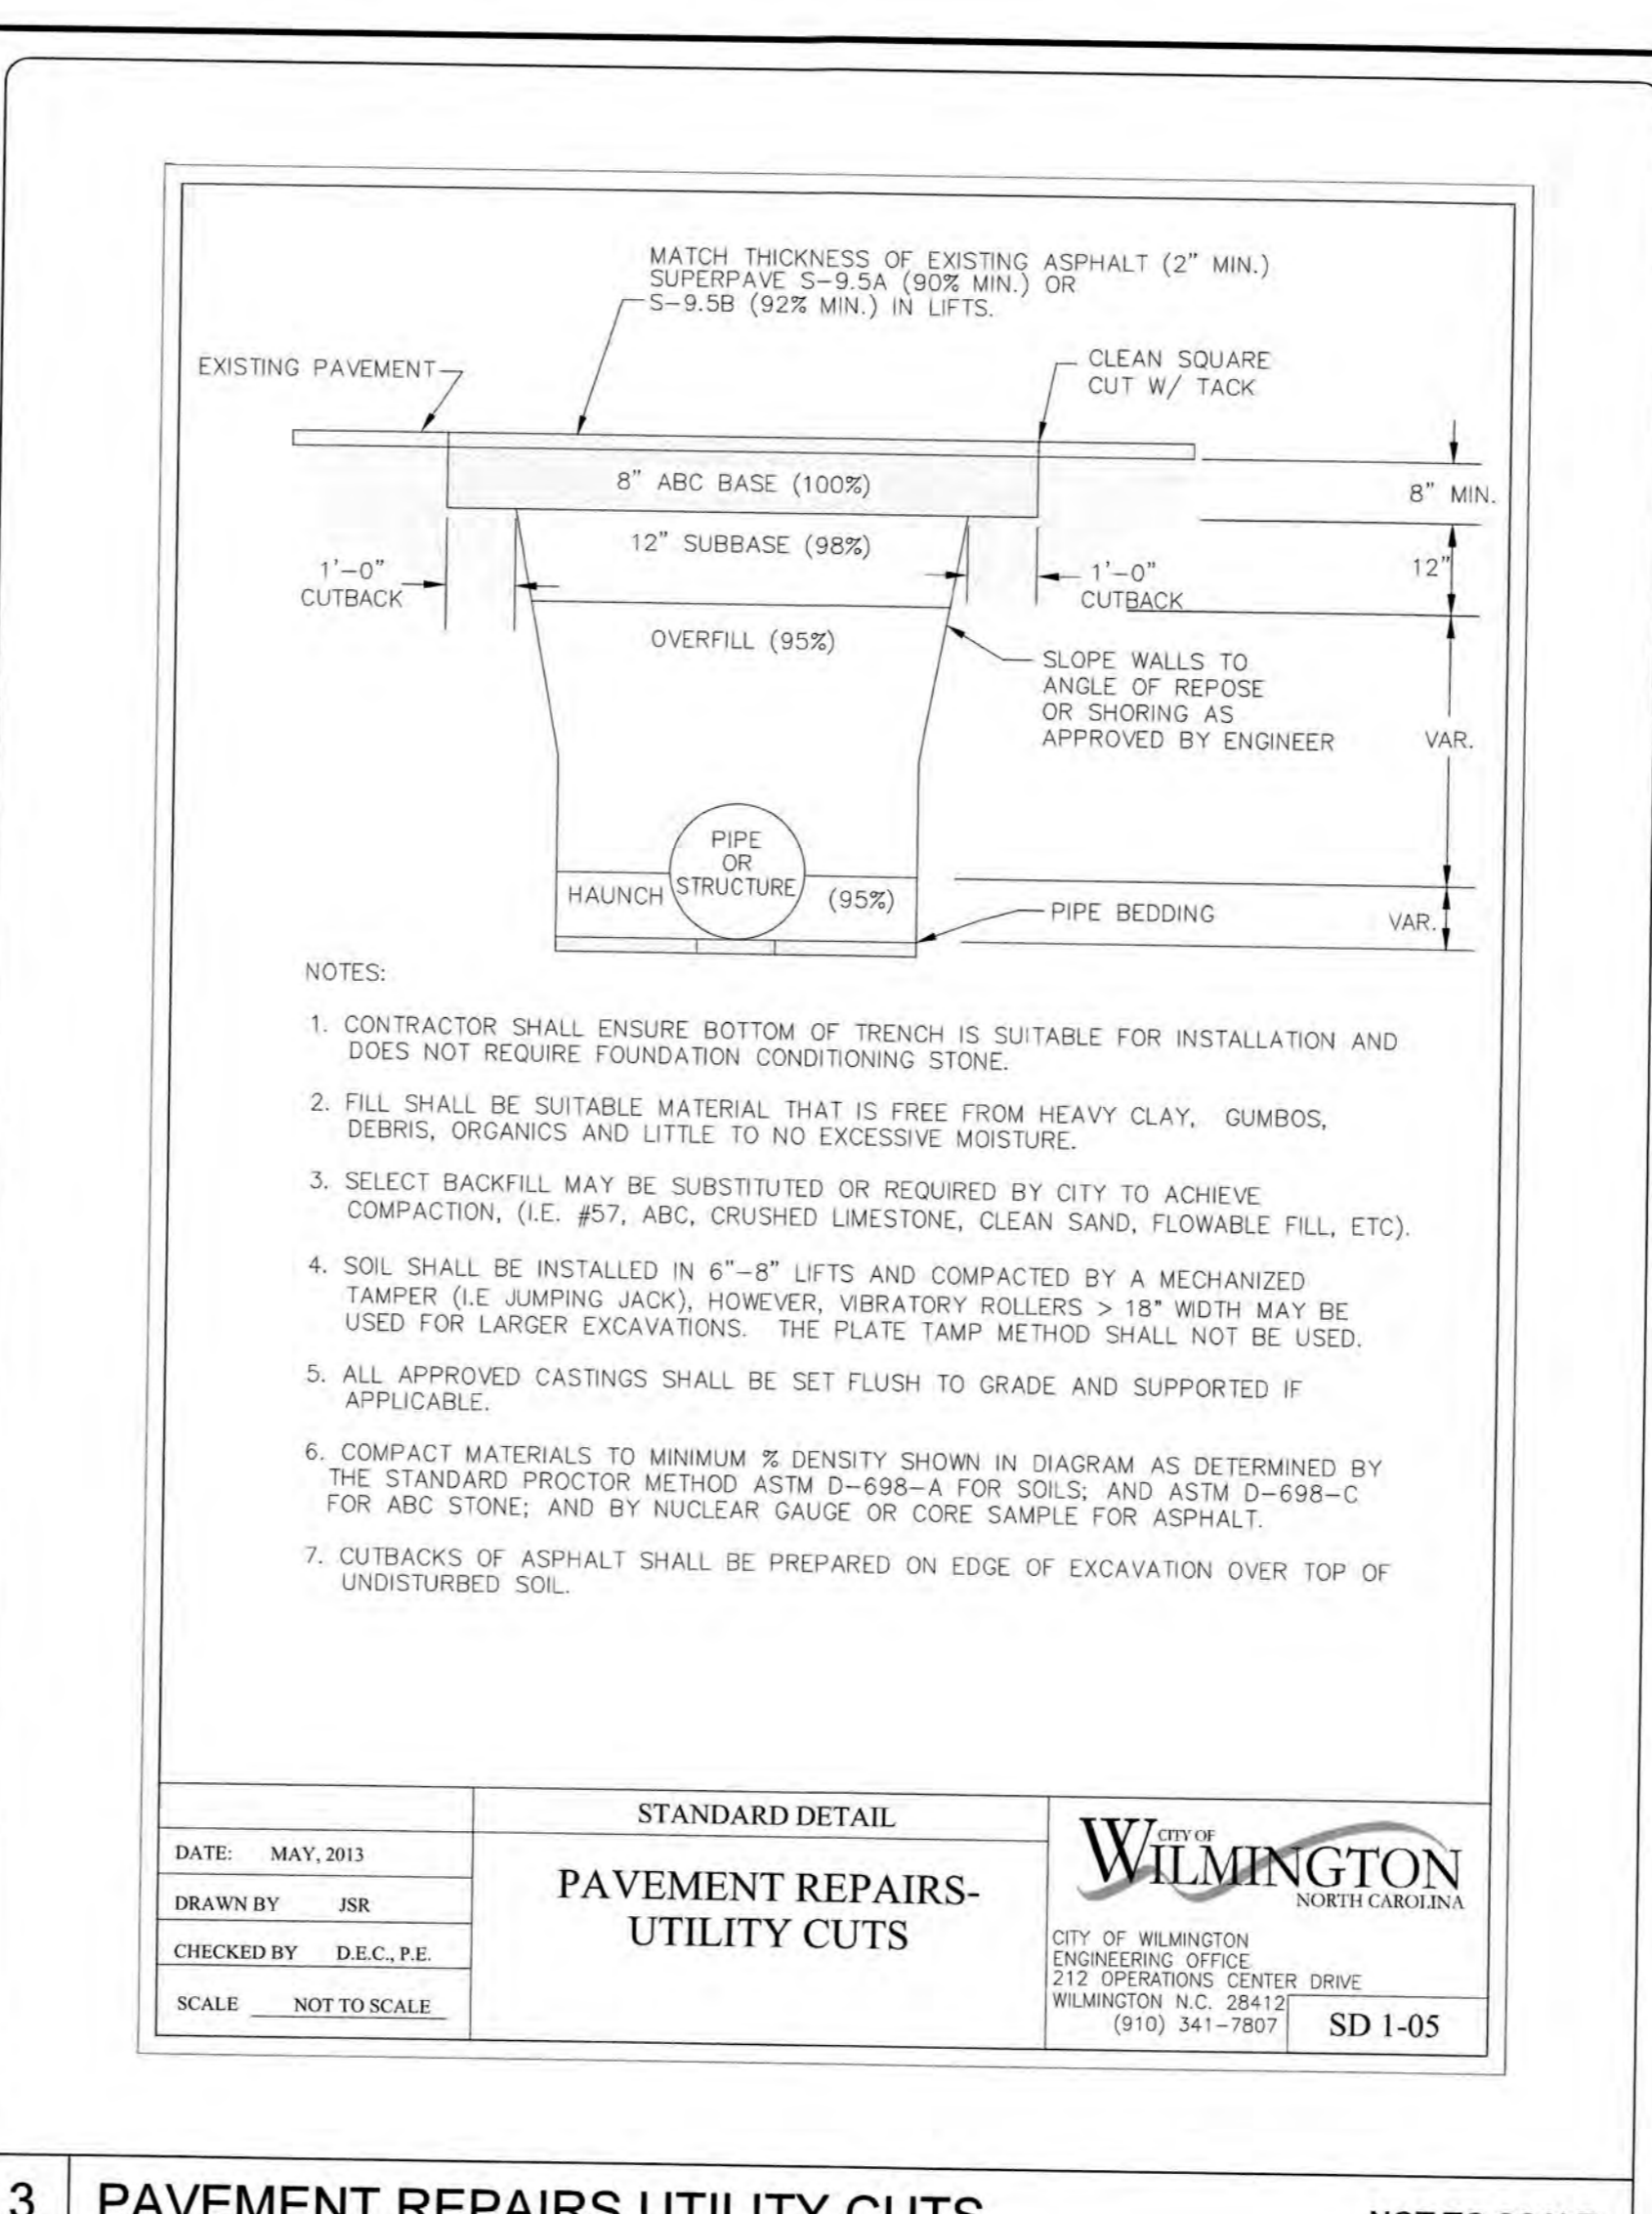 MATCH THICKNESS OF EXISTING ASPHALT (2" MIN.)
SUPERPAVE S-9.5A (90% MIN.) OR
S-9.5B (92% MIN.) IN LIFTS.
EXISTING PAVEMENT
CLEAN SQUARE
CUT W/ TACK
8" ABC BASE (100%)
8" MIN.
12" SUBBASE (98%)
12"
1'-0"
CUTBACK
1'-0"
CUTBACK
OVERFILL (95%)
SLOPE WALLS TO
ANGLE OF REPOSE
OR SHORING AS
APPROVED BY ENGINEER
VAR.
PIPE
OR
STRUCTURE
HAUNCH
(95%)
PIPE BEDDING
VAR.
NOTES:
1. CONTRACTOR SHALL ENSURE BOTTOM OF TRENCH IS SUITABLE FOR INSTALLATION AND
DOES NOT REQUIRE FOUNDATION CONDITIONING STONE.
2. FILL SHALL BE SUITABLE MATERIAL THAT IS FREE FROM HEAVY CLAY, GUMBOS,
DEBRIS, ORGANICS AND LITTLE TO NO EXCESSIVE MOISTURE.
3. SELECT BACKFILL MAY BE SUBSTITUTED OR REQUIRED BY CITY TO ACHIEVE
COMPACTION, (I.E. #57, ABC, CRUSHED LIMESTONE, CLEAN SAND, FLOWABLE FILL, ETC).
4. SOIL SHALL BE INSTALLED IN 6"-8" LIFTS AND COMPACTED BY A MECHANIZED
TAMPER (I.E JUMPING JACK), HOWEVER, VIBRATORY ROLLERS > 18" WIDTH MAY BE
USED FOR LARGER EXCAVATIONS. THE PLATE TAMP METHOD SHALL NOT BE USED.
5. ALL APPROVED CASTINGS SHALL BE SET FLUSH TO GRADE AND SUPPORTED IF
APPLICABLE.
6. COMPACT MATERIALS TO MINIMUM % DENSITY SHOWN IN DIAGRAM AS DETERMINED BY
THE STANDARD PROCTOR METHOD ASTM D-698-A FOR SOILS; AND ASTM D-698-C
FOR ABC STONE; AND BY NUCLEAR GAUGE OR CORE SAMPLE FOR ASPHALT.
7. CUTBACKS OF ASPHALT SHALL BE PREPARED ON EDGE OF EXCAVATION OVER TOP OF
UNDISTURBED SOIL.
DATE: MAY, 2013
DRAWN BY JSR
CHECKED BY D.E.C., P.E.
SCALE NOT TO SCALE
STANDARD DETAIL
PAVEMENT REPAIRS-
UTILITY CUTS
CITY OF
WILMINGTON
NORTH CAROLINA
CITY OF WILMINGTON
ENGINEERING OFFICE
212 OPERATIONS CENTER DRIVE
WILMINGTON N.C. 28412
(910) 341-7807
SD 1-05
3 PAVEMENT REPAIRS UTILITY CUTS